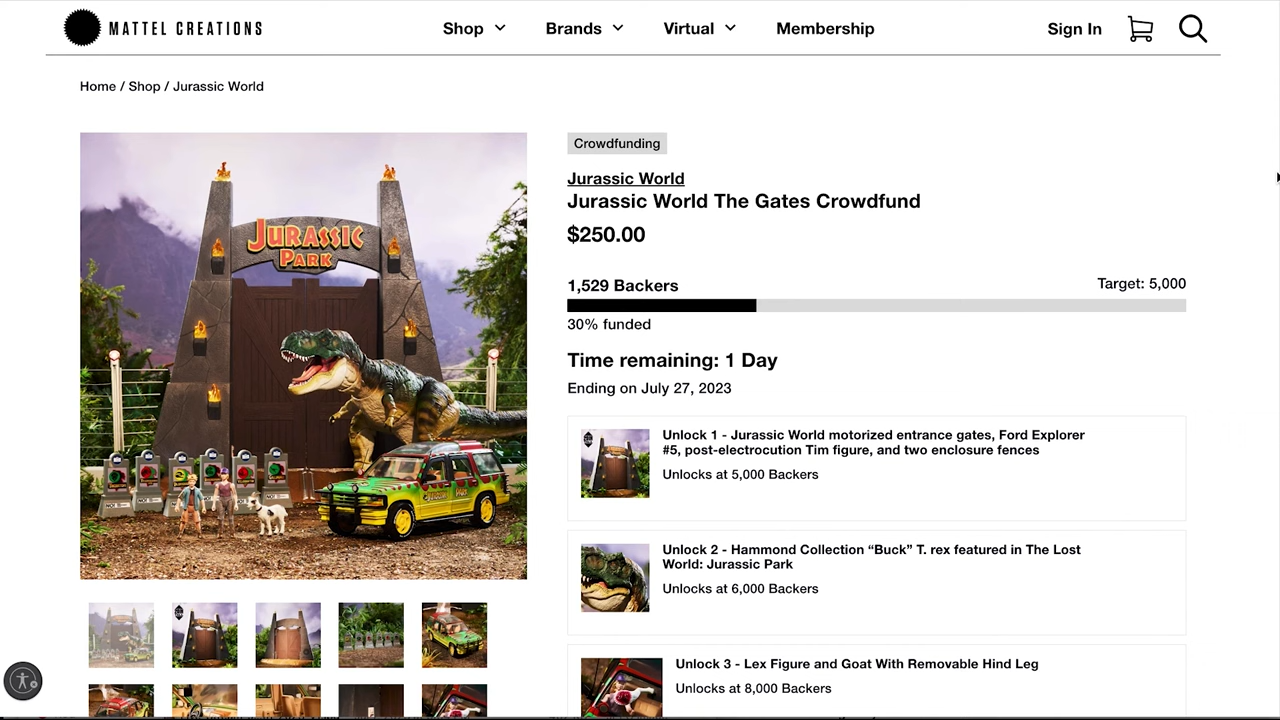 MATTEL CREATIONS
Shop
Brands
Virtual
Membership
Sign In
Home / Shop / Jurassic World
JURASSIC
PARK
Crowdfunding
Jurassic World
Jurassic World The Gates Crowdfund
$250.00
1,529 Backers
Target: 5,000
30% funded
Time remaining: 1 Day
Ending on July 27, 2023
Unlock 1 - Jurassic World motorized entrance gates, Ford Explorer
#5, post-electrocution Tim figure, and two enclosure fences
Unlocks at 5,000 Backers
Unlock 2 - Hammond Collection “Buck” T. rex featured in The Lost
World: Jurassic Park
Unlocks at 6,000 Backers
Unlock 3 - Lex Figure and Goat With Removable Hind Leg
Unlocks at 8,000 Backers